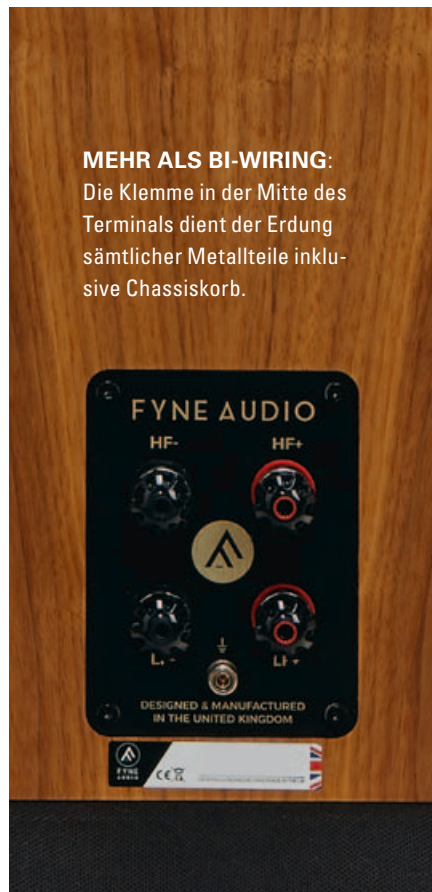 MEHR ALS BI-WIRING:
Die Klemme in der Mitte des
Terminals dient der Erdung
sämtlicher Metallteile inklu-
sive Chassiskorb.
FYNE AUDIO
HF- HF+
LF- LF+
DESIGNED & MANUFACTURED
IN THE UNITED KINGDOM
FYNE
AUDIO
CE